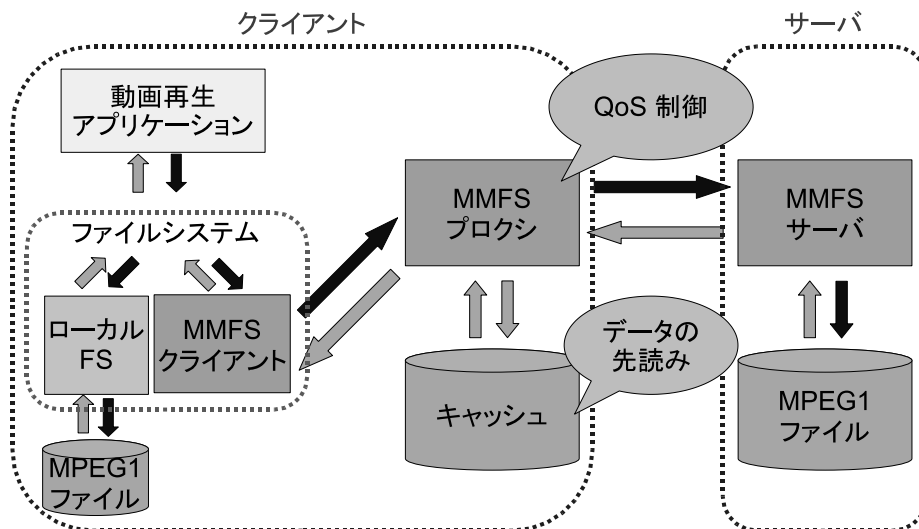 クライアント
サーバ
動画再生
アプリケーション
QoS 制御
MMFS
プロクシ
MMFS
サーバ
ファイルシステム
ローカル
FS
MMFS
クライアント
データの
先読み
キャッシュ
MPEG1
ファイル
MPEG1
ファイル